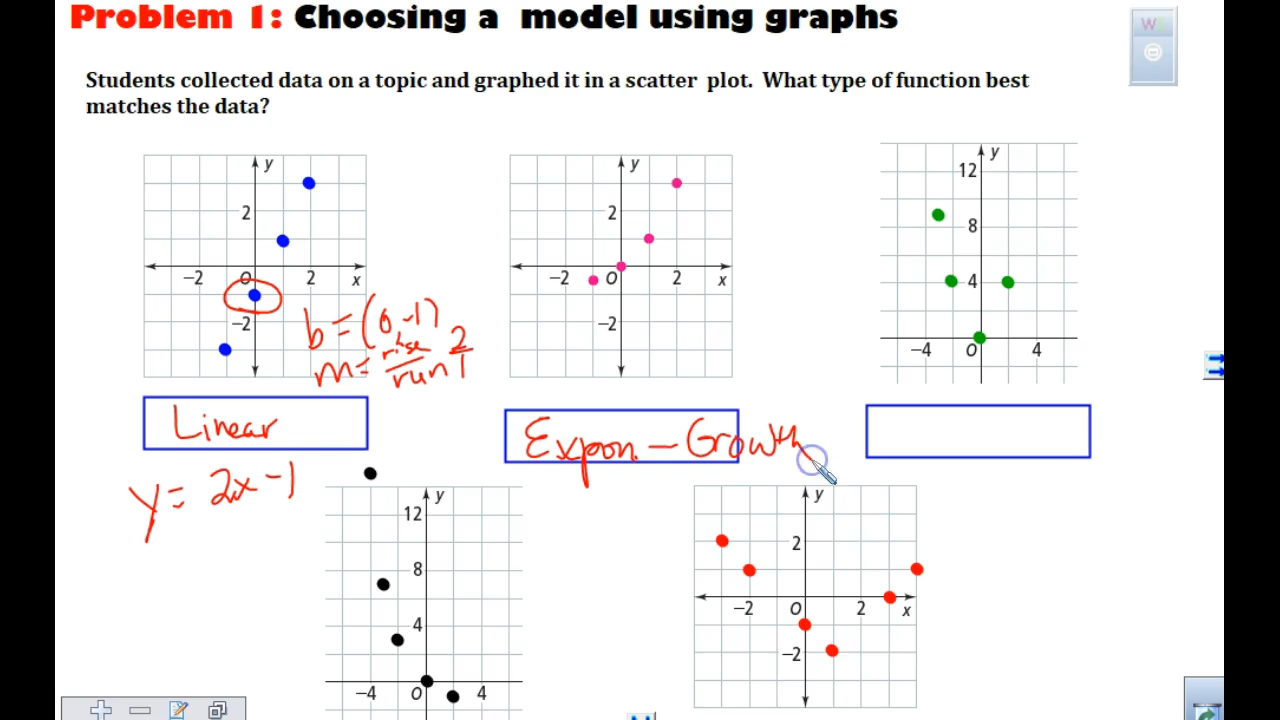 Problem 1: Choosing a model using graphs
Students collected data on a topic and graphed it in a scatter plot. What type of function best
matches the data?
y
2
−2 O 2 x
−2
y
2
−2 O 2 x
−2
y
12
8
4
−4 O 4
b = (0, -1)
m = rise/run 2/1
Linear
Expon. - Growth
y = 2x - 1
y
12
8
4
−4 O 4
y
2
−2 O 2 x
−2